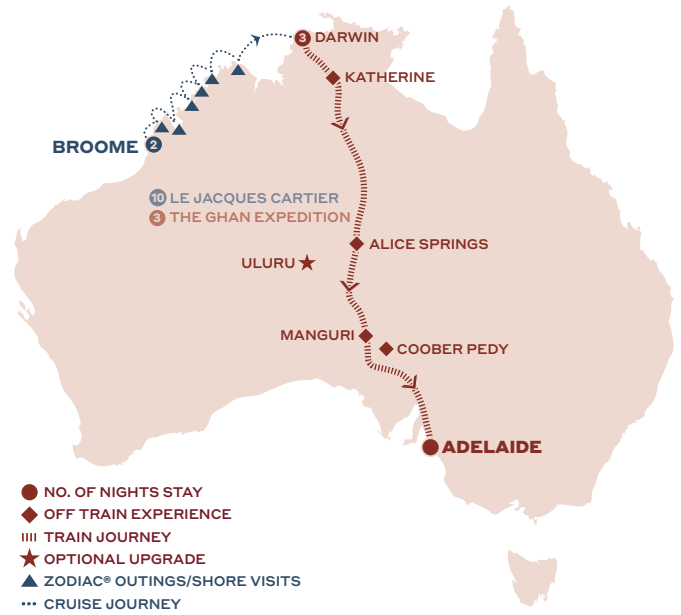 3 DARWIN
KATHERINE
BROOME 2
10 LE JACQUES CARTIER
3 THE GHAN EXPEDITION
ALICE SPRINGS
ULURU
MANGURI
COOBER PEDY
ADELAIDE
NO. OF NIGHTS STAY
OFF TRAIN EXPERIENCE
TRAIN JOURNEY
OPTIONAL UPGRADE
ZODIAC® OUTINGS/SHORE VISITS
CRUISE JOURNEY